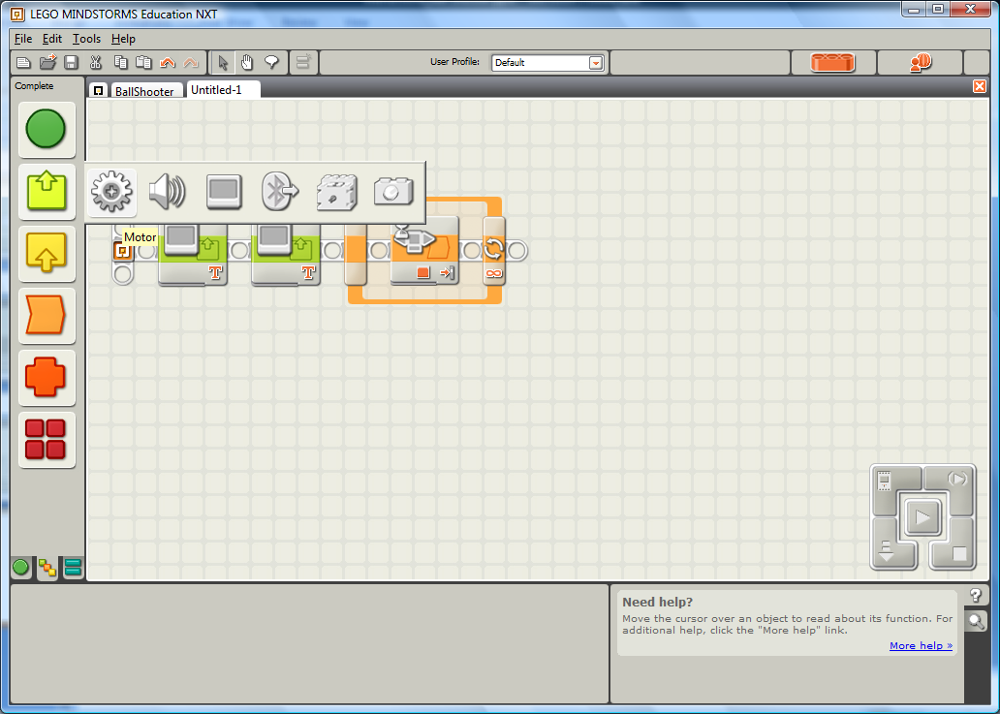 LEGO MINDSTORMS Education NXT
File Edit Tools Help
User Profile: Default
Complete
BallShooter Untitled-1
Motor
T T
Need help?
Move the cursor over an object to read about its function. For
additional help, click the "More help" link.
More help »
?